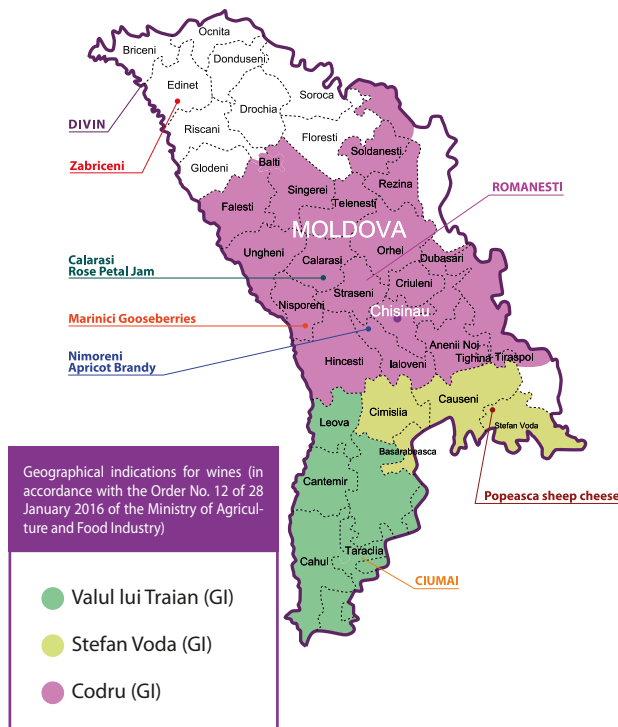 Ocnita
Briceni
Donduseni
Edinet
Soroca
Drochia
DIVIN
Riscani
Floresti
Soldanesti
Zabriceni
Glodeni
Balti
Singerei
Rezina
ROMANESTI
Telenesti
Falesti
MOLDOVA
Orhei
Ungheni
Calarasi
Dubasari
Calarasi
Rose Petal Jam
Criuleni
Straseni
Nisporeni
Chisinau
Marinici Gooseberries
Anenii Noi
Nimoreni
Apricot Brandy
Hincesti
Ialoveni
Tighina
Tiraspol
Causeni
Leova
Cimislia
Stefan Voda
Basarabeasca
Geographical indications for wines (in
accordance with the Order No. 12 of 28
January 2016 of the Ministry of Agricul-
ture and Food Industry)
Cantemir
Popeasca sheep cheese
Taraclia
Cahul
CIUMAI
Valul lui Traian (GI)
Stefan Voda (GI)
Codru (GI)